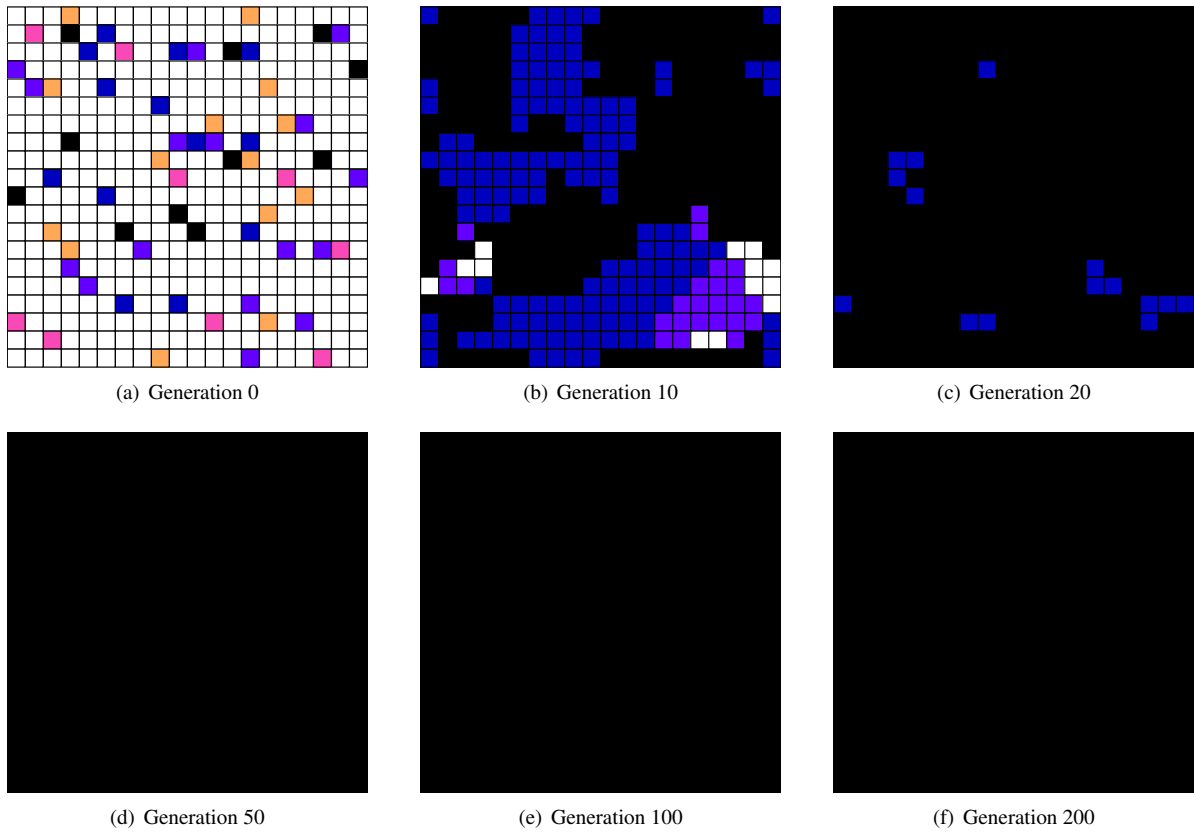 (a) Generation 0
(b) Generation 10
(c) Generation 20
(d) Generation 50
(e) Generation 100
(f) Generation 200